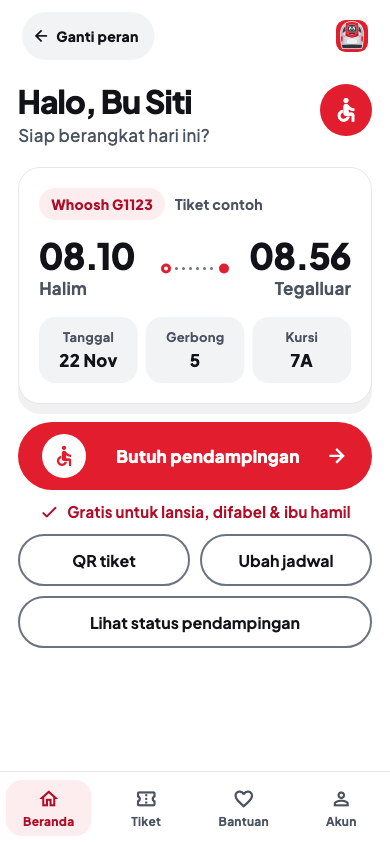 Ganti peran
Halo, Bu Siti
Siap berangkat hari ini?
Whoosh G1123
Tiket contoh
08.10
08.56
Halim
Tegalluar
Tanggal
Gerbong
Kursi
22 Nov
5
7A
Butuh pendampingan
Gratis untuk lansia, difabel & ibu hamil
QR tiket
Ubah jadwal
Lihat status pendampingan
Beranda
Tiket
Bantuan
Akun